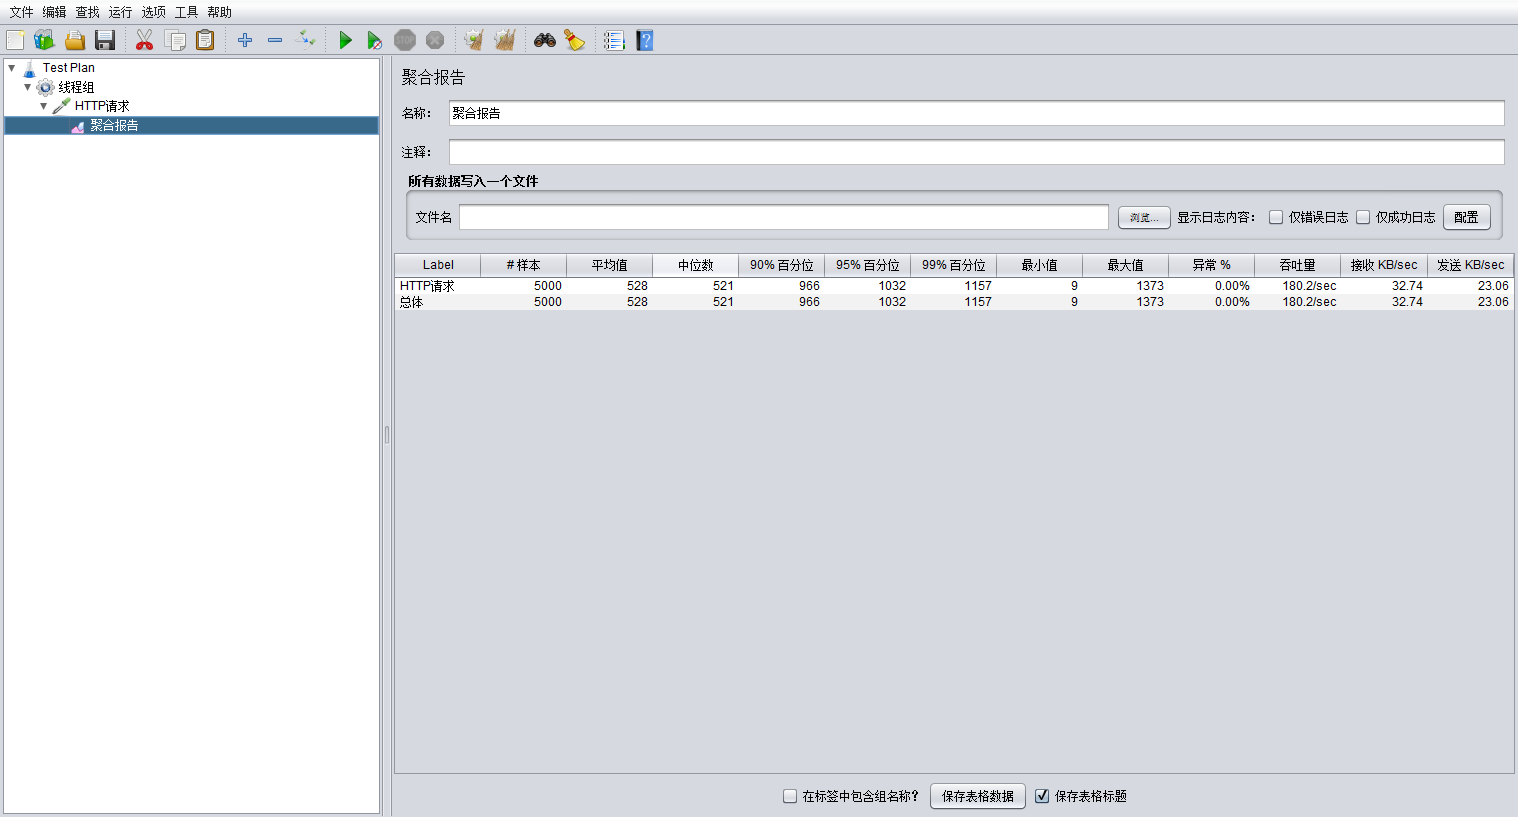 文件 编辑 查找 运行 选项 工具 帮助
STOP
?
Test Plan
线程组
HTTP请求
聚合报告
聚合报告
名称： 聚合报告
注释：
所有数据写入一个文件
文件名 浏览... 显示日志内容： 仅错误日志 仅成功日志 配置
Label # 样本 平均值 中位数 90% 百分位 95% 百分位 99% 百分位 最小值 最大值 异常 % 吞吐量 接收 KB/sec 发送 KB/sec
HTTP请求 5000 528 521 966 1032 1157 9 1373 0.00% 180.2/sec 32.74 23.06
总体 5000 528 521 966 1032 1157 9 1373 0.00% 180.2/sec 32.74 23.06
在标签中包含组名称? 保存表格数据 保存表格标题